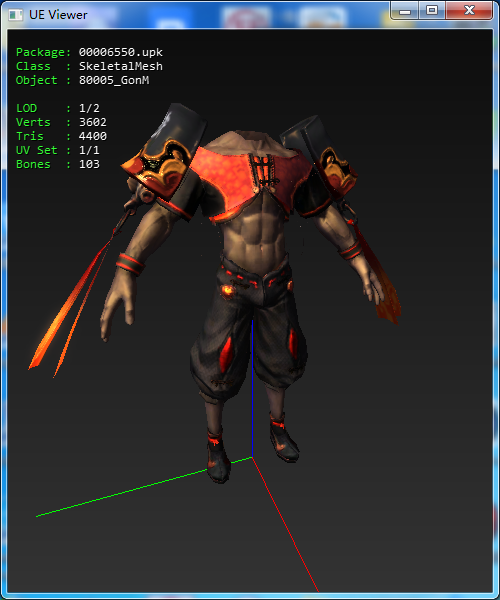 UE Viewer
Package: 00006550.upk
Class : SkeletalMesh
Object : 80005_GonM
LOD : 1/2
Verts : 3602
Tris : 4400
UV Set : 1/1
Bones : 103